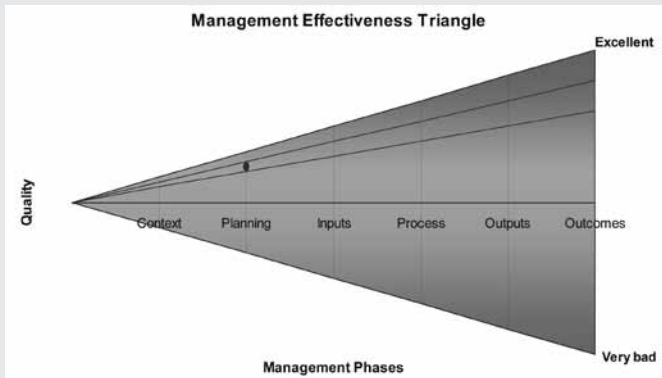 Management Effectiveness Triangle
Excellent
Quality
Context Planning Inputs Process Outputs Outcomes
Very bad
Management Phases